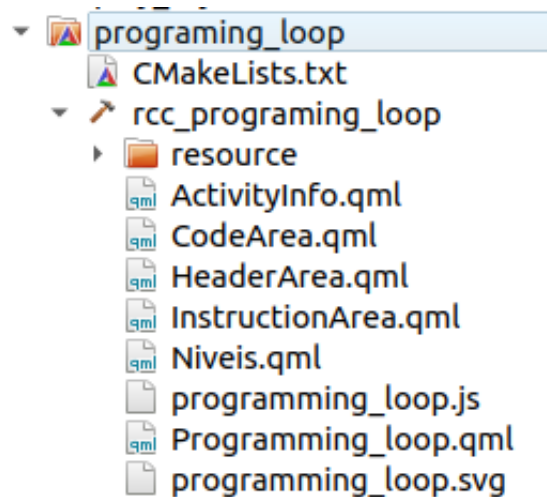 programing_loop
CMakeLists.txt
rcc_programing_loop
resource
ActivityInfo.qml
CodeArea.qml
HeaderArea.qml
InstructionArea.qml
Niveis.qml
programming_loop.js
Programming_loop.qml
programming_loop.svg